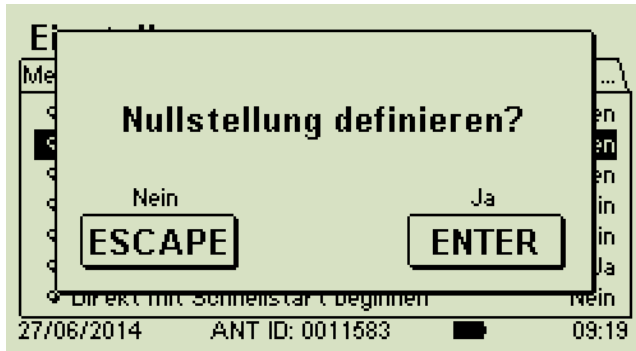 Nullstellung definieren?
Nein
Ja
ESCAPE
ENTER
Ja
Direkt mit Schnellstart beginnen Nein
27/06/2014 ANT ID: 0011583 09:19